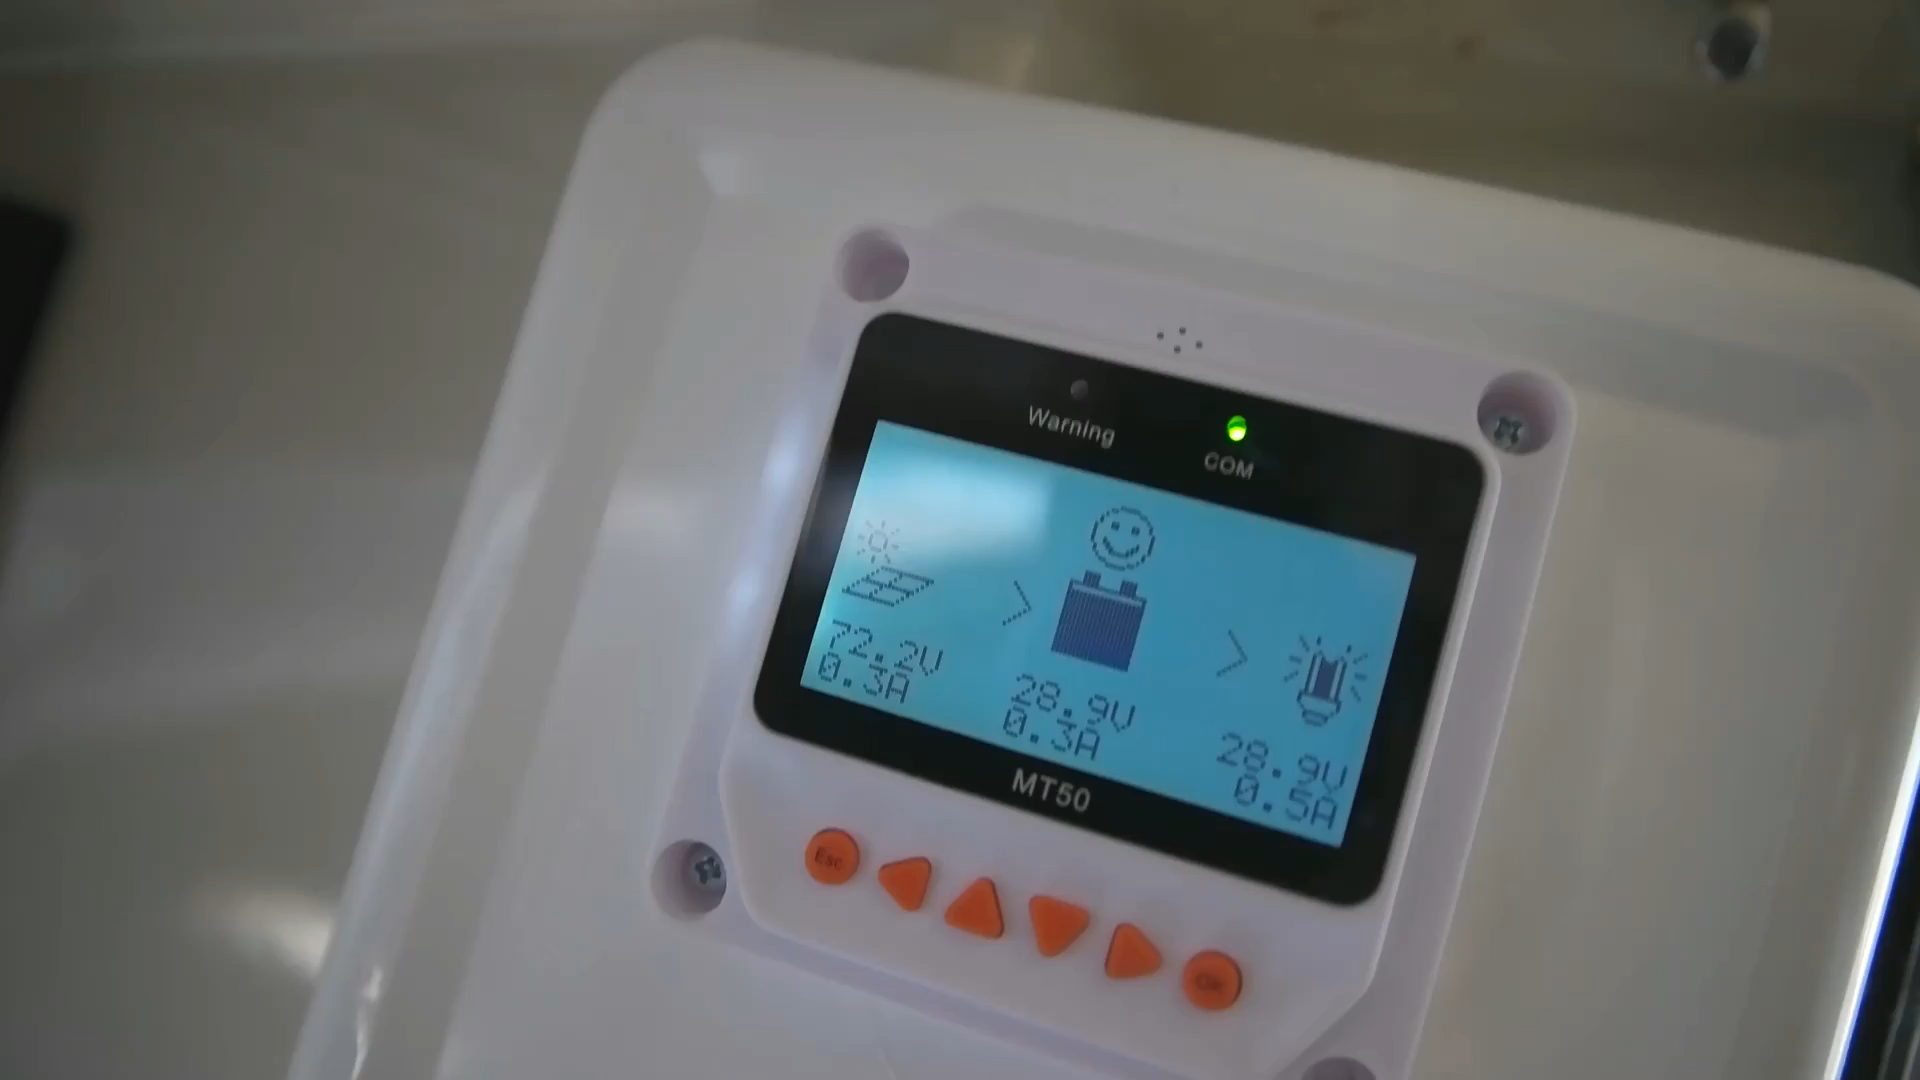 Warning
COM
72.2V
0.3A
28.9V
0.3A
28.9V
0.5A
MT50
Esc
OK